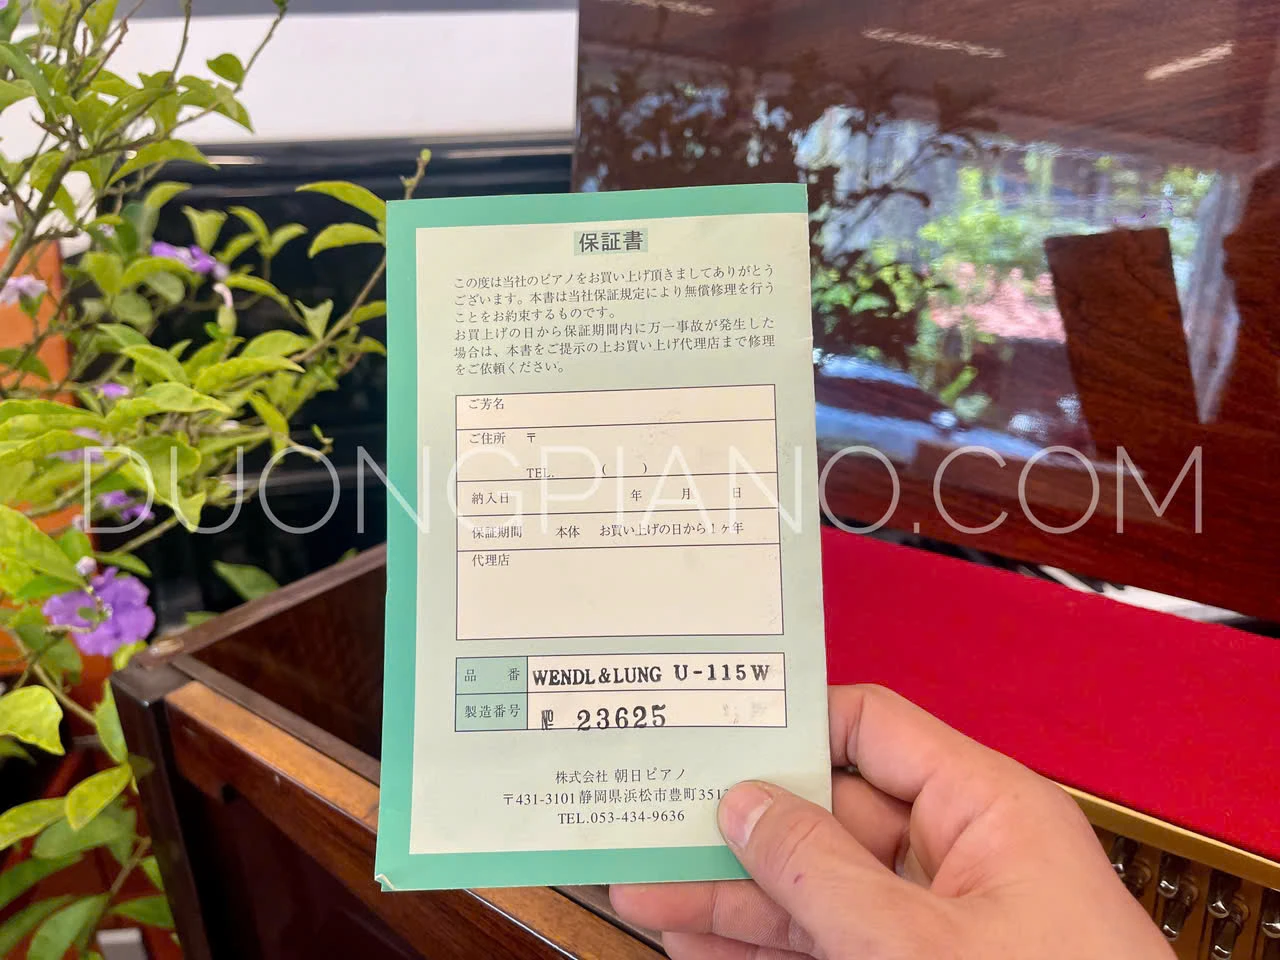 保証書
この度は当社のピアノをお買い上げ頂きましてありがとう
ございます。本書は当社保証規定により無償修理を行う
ことをお約束するものです。
お買上げの日から保証期間内に万一事故が発生した
場合は、本書をご提示の上お買い上げ代理店まで修理
をご依頼ください。
ご芳名
ご住所 〒
TEL. ( )
DUONGPIANO.COM
納入日 年 月 日
保証期間 本体 お買い上げの日から1ヶ年
代理店
品番 WENDL&LUNG U-115W
製造番号 № 23625
株式会社 朝日ピアノ
〒431-3101 静岡県浜松市豊町351
TEL.053-434-9636